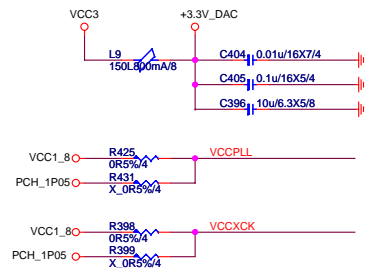 VCC3 +3.3V_DAC
L9 C404 0.01u/16X7/4
150L800mA/8
C405 0.1u/16X5/4
C396 10u/6.3X5/8
R425 VCCPLL
VCC1_8 0R5%/4
R431
PCH_1P05 X_0R5%/4
R398 VCCXCK
VCC1_8 0R5%/4
R399
PCH_1P05 X_0R5%/4